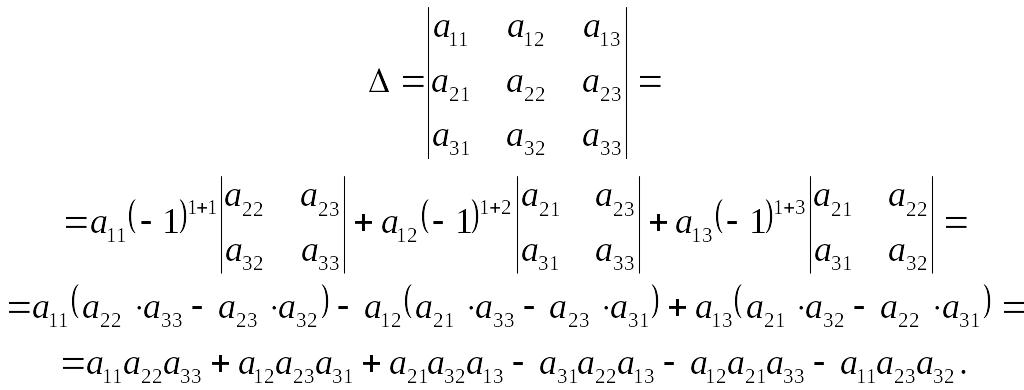 a₁₁ a₁₂ a₁₃
Δ = |a₂₁ a₂₂ a₂₃| =
a₃₁ a₃₂ a₃₃
= a₁₁(− 1)¹⁺¹ |a₂₂ a₂₃| + a₁₂(− 1)¹⁺² |a₂₁ a₂₃| + a₁₃(− 1)¹⁺³ |a₂₁ a₂₂| =
|a₃₂ a₃₃| |a₃₁ a₃₃| |a₃₁ a₃₂|
= a₁₁(a₂₂ · a₃₃ − a₂₃ · a₃₂) − a₁₂(a₂₁ · a₃₃ − a₂₃ · a₃₁) + a₁₃(a₂₁ · a₃₂ − a₂₂ · a₃₁) =
= a₁₁a₂₂a₃₃ + a₁₂a₂₃a₃₁ + a₂₁a₃₂a₁₃ − a₃₁a₂₂a₁₃ − a₁₂a₂₁a₃₃ − a₁₁a₂₃a₃₂ .